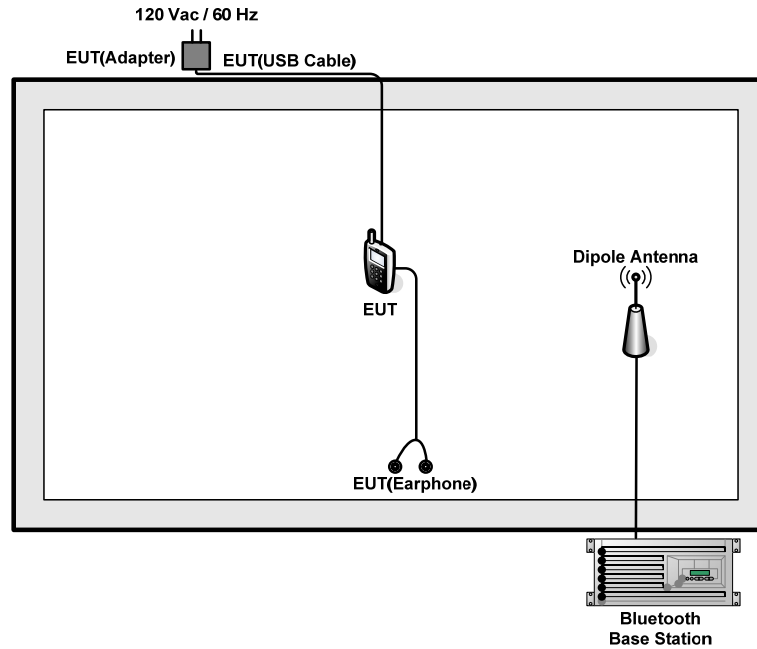 120 Vac / 60 Hz
EUT(Adapter)
EUT(USB Cable)
Dipole Antenna
EUT
EUT(Earphone)
Bluetooth
Base Station